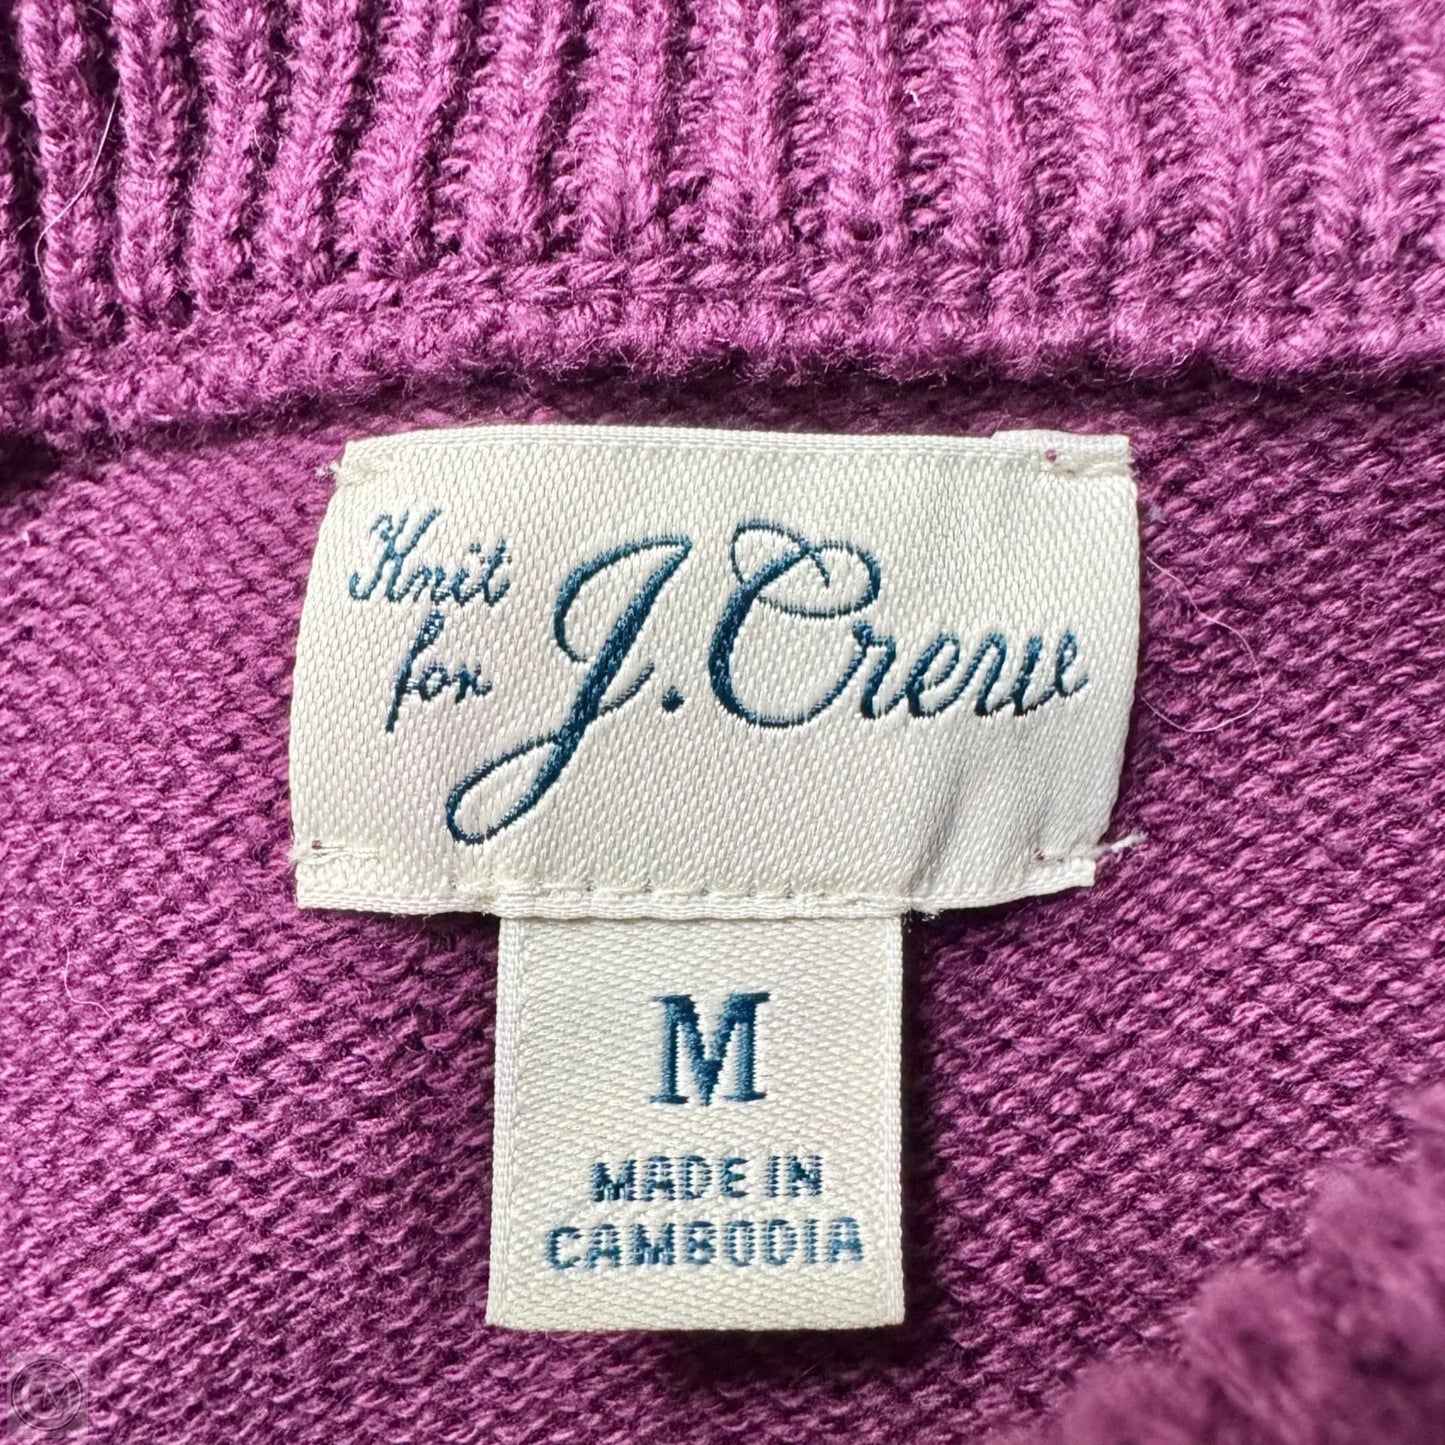 Knit
for J.Crew
M
MADE IN
CAMBODIA